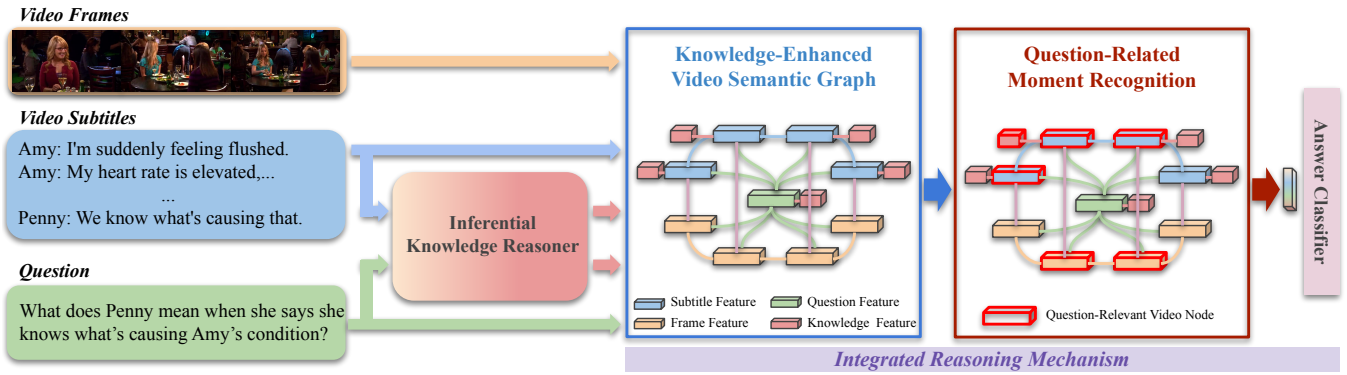 Video Frames
Video Subtitles
Amy: I'm suddenly feeling flushed.
Amy: My heart rate is elevated,...
...
Penny: We know what's causing that.
Question
What does Penny mean when she says she
knows what's causing Amy's condition?
Inferential
Knowledge Reasoner
Knowledge-Enhanced
Video Semantic Graph
Subtitle Feature
Question Feature
Frame Feature
Knowledge Feature
Question-Related
Moment Recognition
Question-Relevant Video Node
Integrated Reasoning Mechanism
Answer Classifier